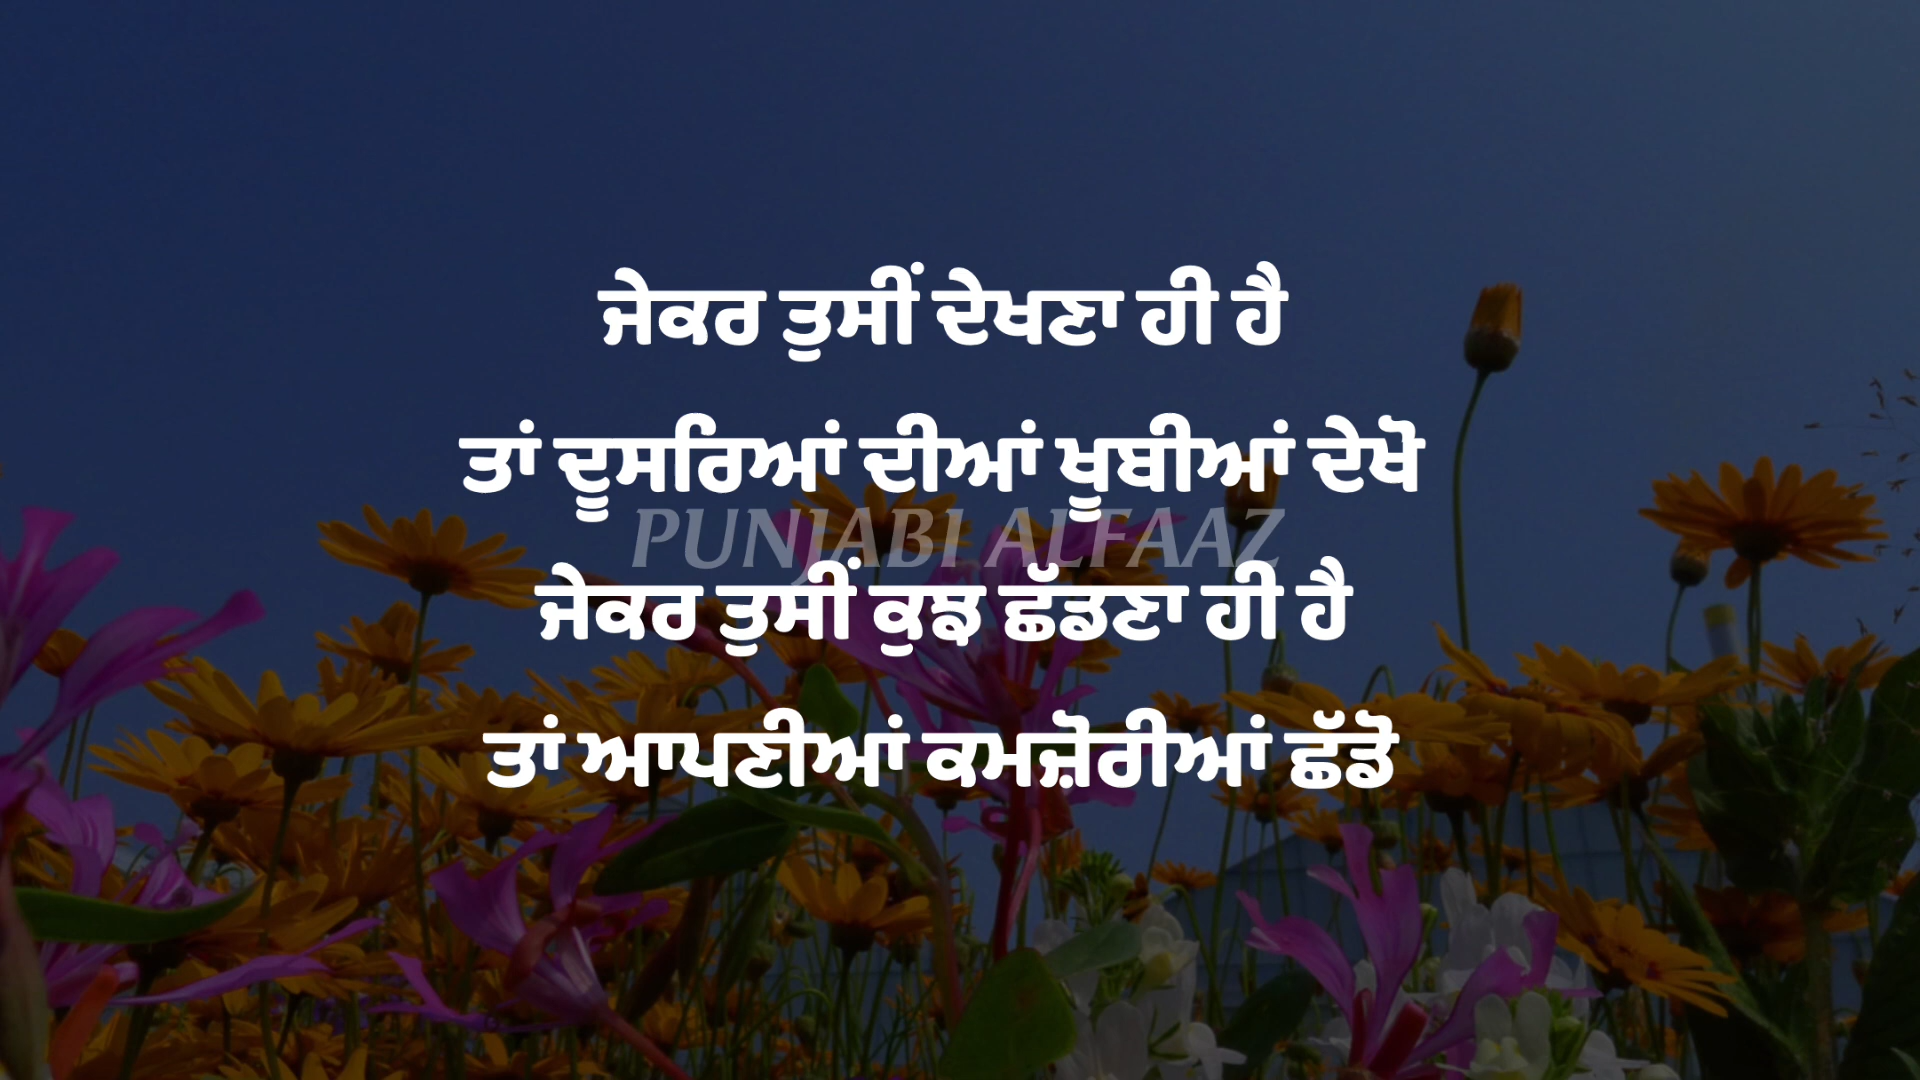 ਜੇਕਰ ਤੁਸੀਂ ਦੇਖਣਾ ਹੀ ਹੈ
ਤਾਂ ਦੂਸਰਿਆਂ ਦੀਆਂ ਖੂਬੀਆਂ ਦੇਖੋ
PUNJABI ALFAAZ
ਜੇਕਰ ਤੁਸੀਂ ਕੁਝ ਛੱਡਣਾ ਹੀ ਹੈ
ਤਾਂ ਆਪਣੀਆਂ ਕਮਜ਼ੋਰੀਆਂ ਛੱਡੋ